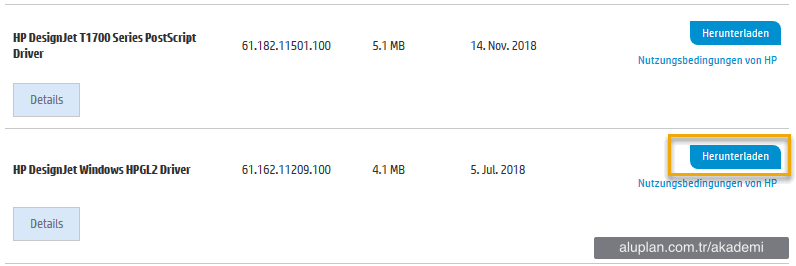 HP DesignJet T1700 Series PostScript
Driver
61.182.11501.100
5.1 MB
14. Nov. 2018
Herunterladen
Nutzungsbedingungen von HP
Details
HP DesignJet Windows HPGL2 Driver
61.162.11209.100
4.1 MB
5. Jul. 2018
Herunterladen
Nutzungsbedingungen von HP
Details
aluplan.com.tr/akademi